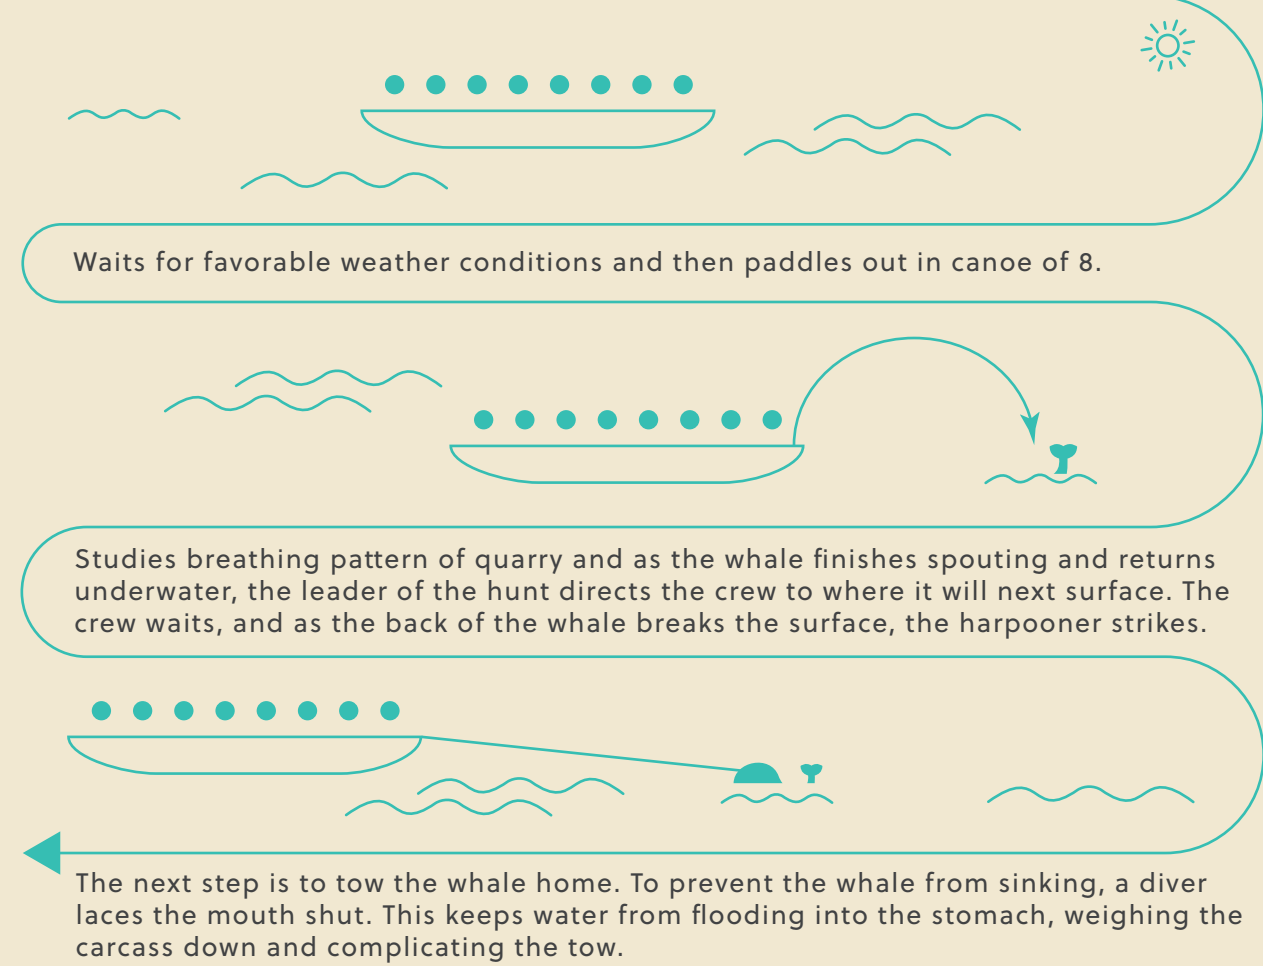 Waits for favorable weather conditions and then paddles out in canoe of 8.
Studies breathing pattern of quarry and as the whale finishes spouting and returns
underwater, the leader of the hunt directs the crew to where it will next surface. The
crew waits, and as the back of the whale breaks the surface, the harpooner strikes.
The next step is to tow the whale home. To prevent the whale from sinking, a diver
laces the mouth shut. This keeps water from flooding into the stomach, weighing the
carcass down and complicating the tow.